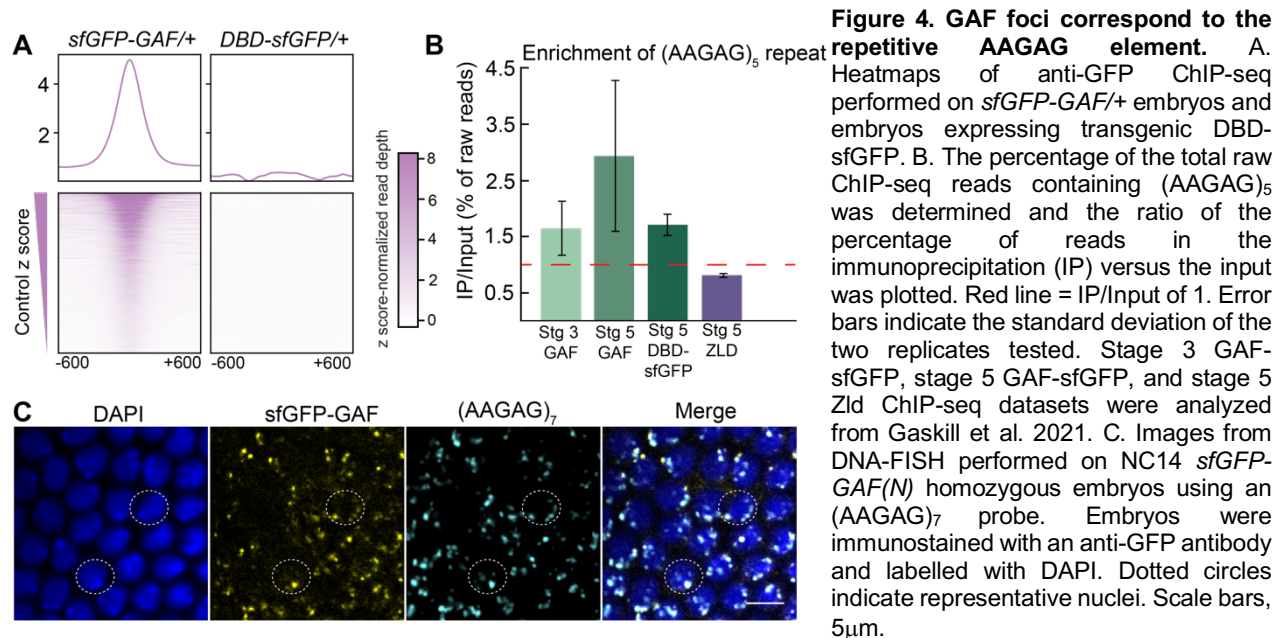 A
sfGFP-GAF/+
DBD-sfGFP/+
4
2
Control z score
-600
+600
-600
+600
z score-normalized read depth
8
6
4
2
0
B
Enrichment of (AAGAG)5 repeat
IP/Input (% of raw reads)
4.5
3.5
2.5
1.5
0.5
Stg 3
GAF
Stg 5
GAF
Stg 5
DBD-
sfGFP
Stg 5
ZLD
C
DAPI
sfGFP-GAF
(AAGAG)7
Merge
Figure 4. GAF foci correspond to the
repetitive AAGAG element. A.
Heatmaps of anti-GFP ChIP-seq
performed on sfGFP-GAF/+ embryos and
embryos expressing transgenic DBD-
sfGFP. B. The percentage of the total raw
ChIP-seq reads containing (AAGAG)5
was determined and the ratio of the
percentage of reads in the
immunoprecipitation (IP) versus the input
was plotted. Red line = IP/Input of 1. Error
bars indicate the standard deviation of the
two replicates tested. Stage 3 GAF-
sfGFP, stage 5 GAF-sfGFP, and stage 5
Zld ChIP-seq datasets were analyzed
from Gaskill et al. 2021. C. Images from
DNA-FISH performed on NC14 sfGFP-
GAF(N) homozygous embryos using an
(AAGAG)7 probe. Embryos were
immunostained with an anti-GFP antibody
and labelled with DAPI. Dotted circles
indicate representative nuclei. Scale bars,
5μm.